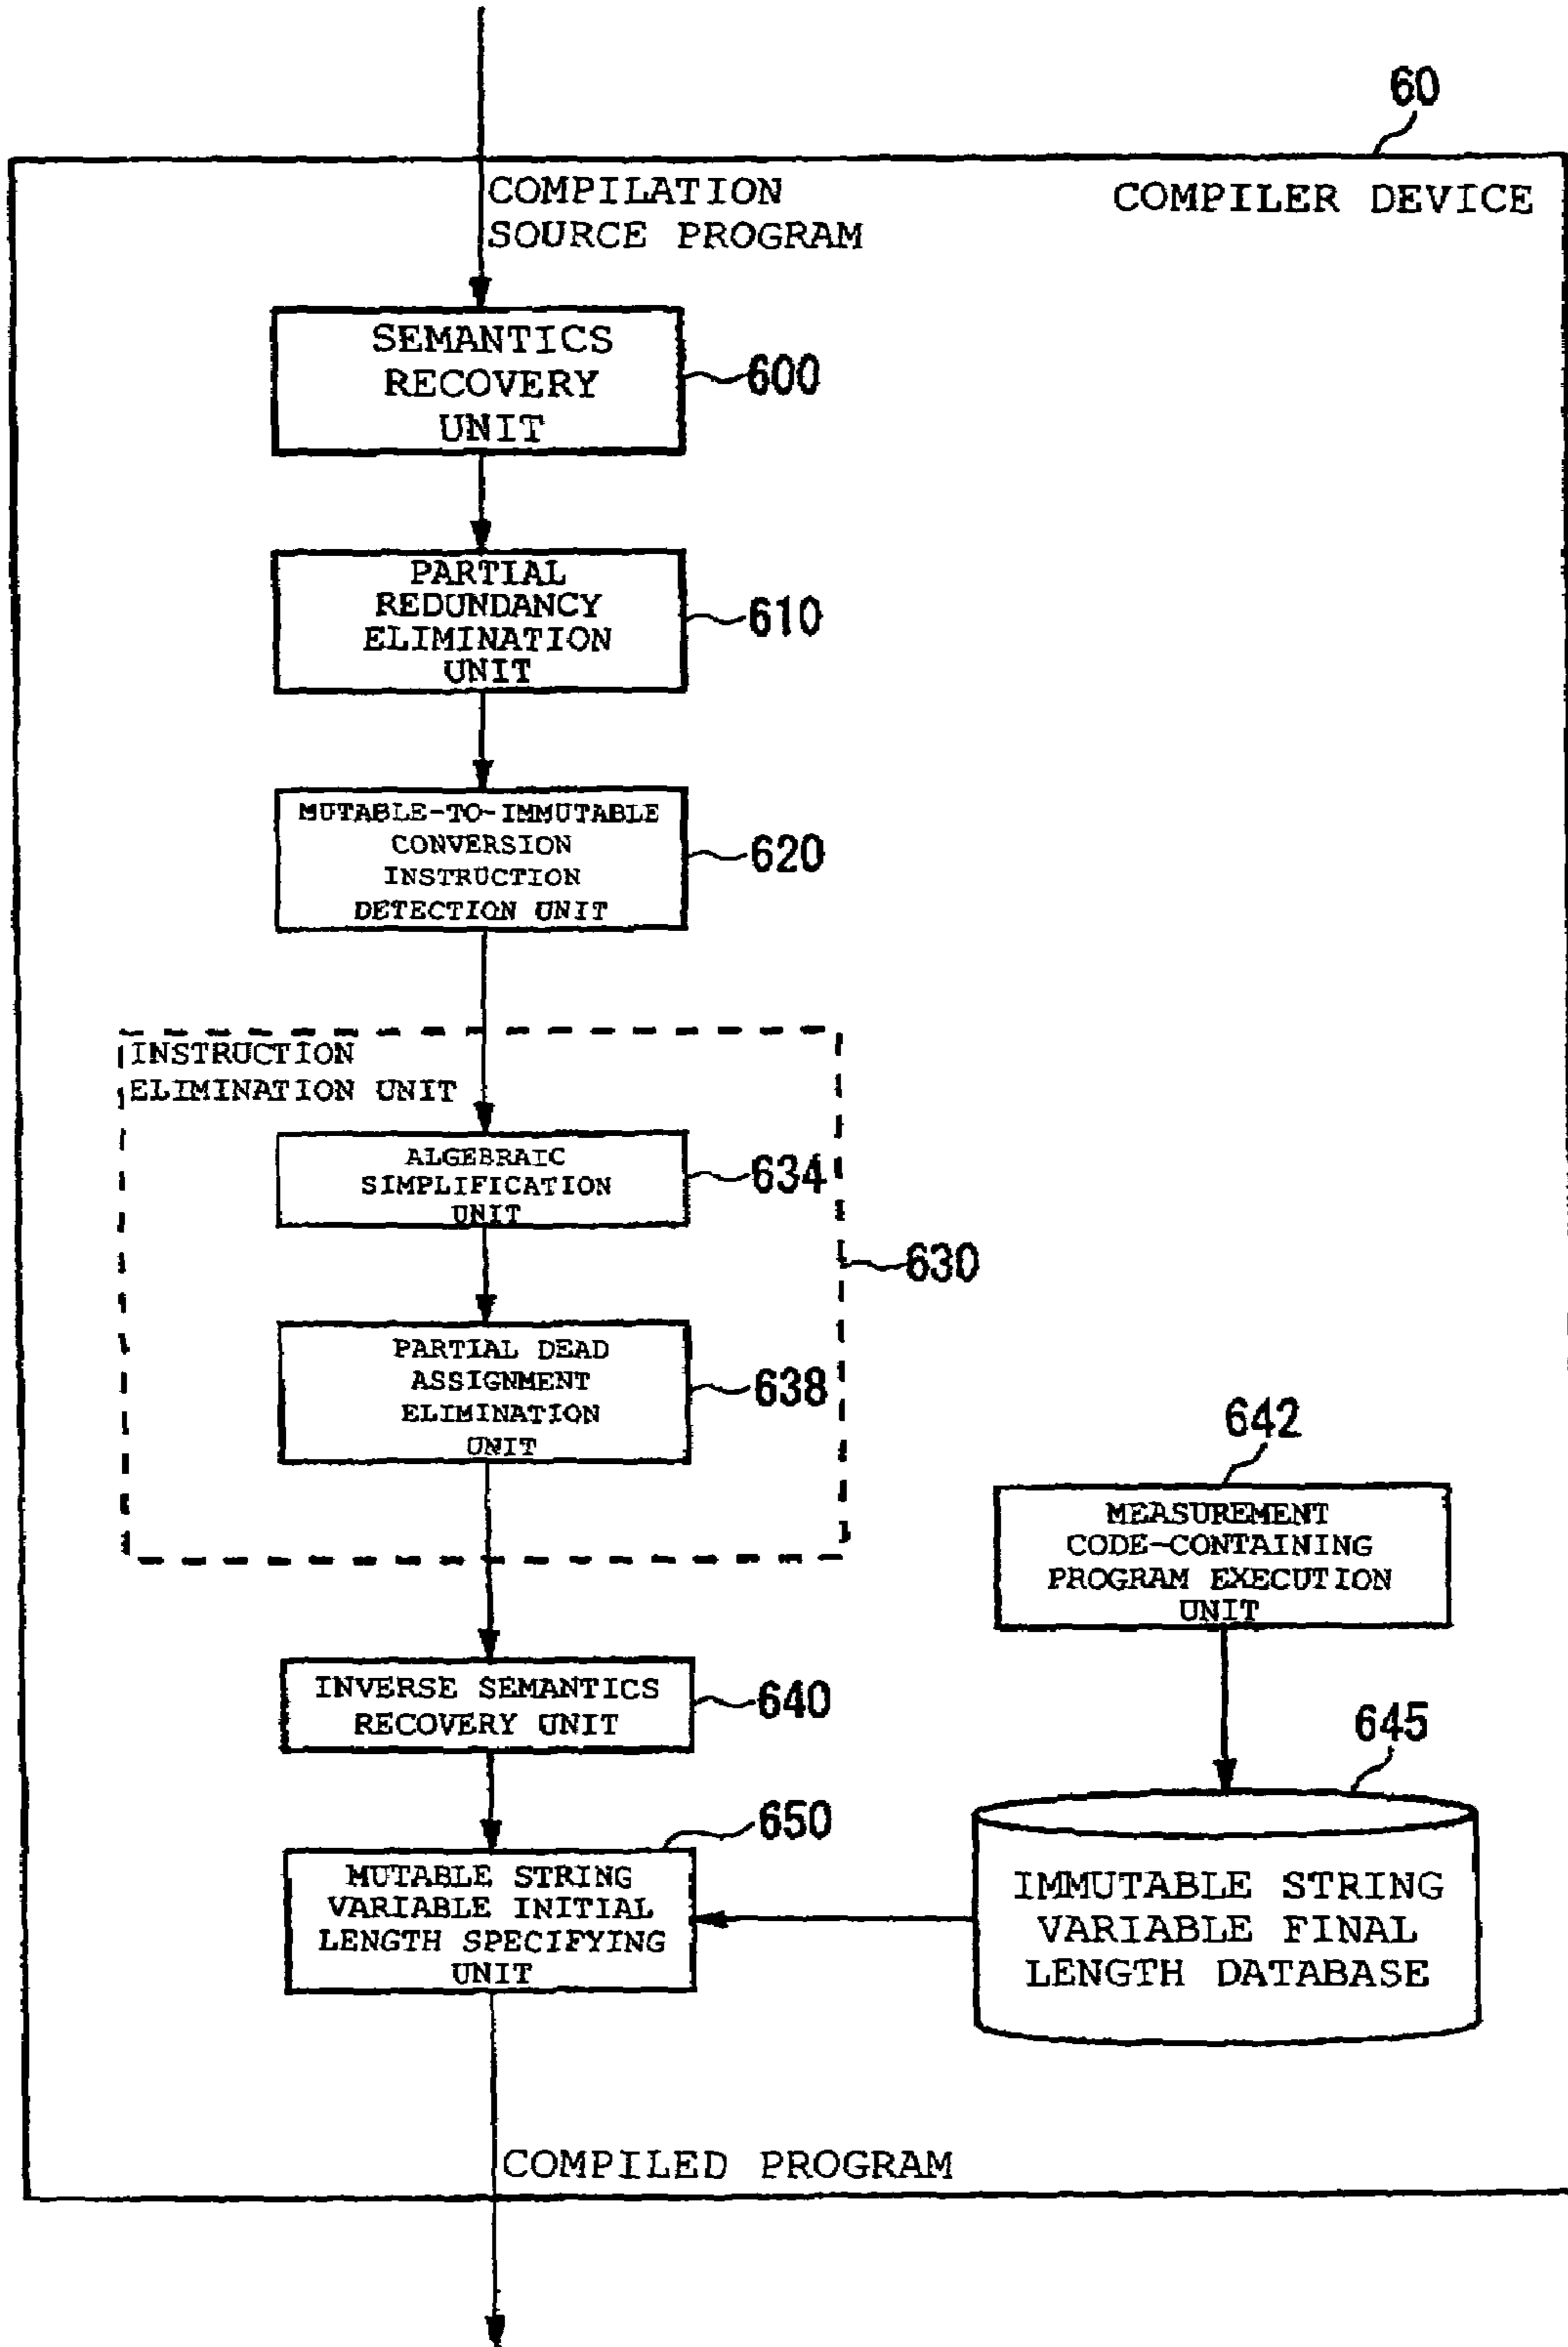 60
COMPILER DEVICE
COMPILATION
SOURCE PROGRAM
SEMANTICS
RECOVERY
UNIT
600
PARTIAL
REDUNDANCY
ELIMINATION
UNIT
610
MUTABLE-TO-IMMUTABLE
CONVERSION
INSTRUCTION
DETECTION UNIT
620
INSTRUCTION
ELIMINATION UNIT
ALGEBRAIC
SIMPLIFICATION
UNIT
634
630
PARTIAL DEAD
ASSIGNMENT
ELIMINATION
UNIT
638
642
MEASUREMENT
CODE-CONTAINING
PROGRAM EXECUTION
UNIT
INVERSE SEMANTICS
RECOVERY UNIT
640
645
650
MUTABLE STRING
VARIABLE INITIAL
LENGTH SPECIFYING
UNIT
IMMUTABLE STRING
VARIABLE FINAL
LENGTH DATABASE
COMPILED PROGRAM